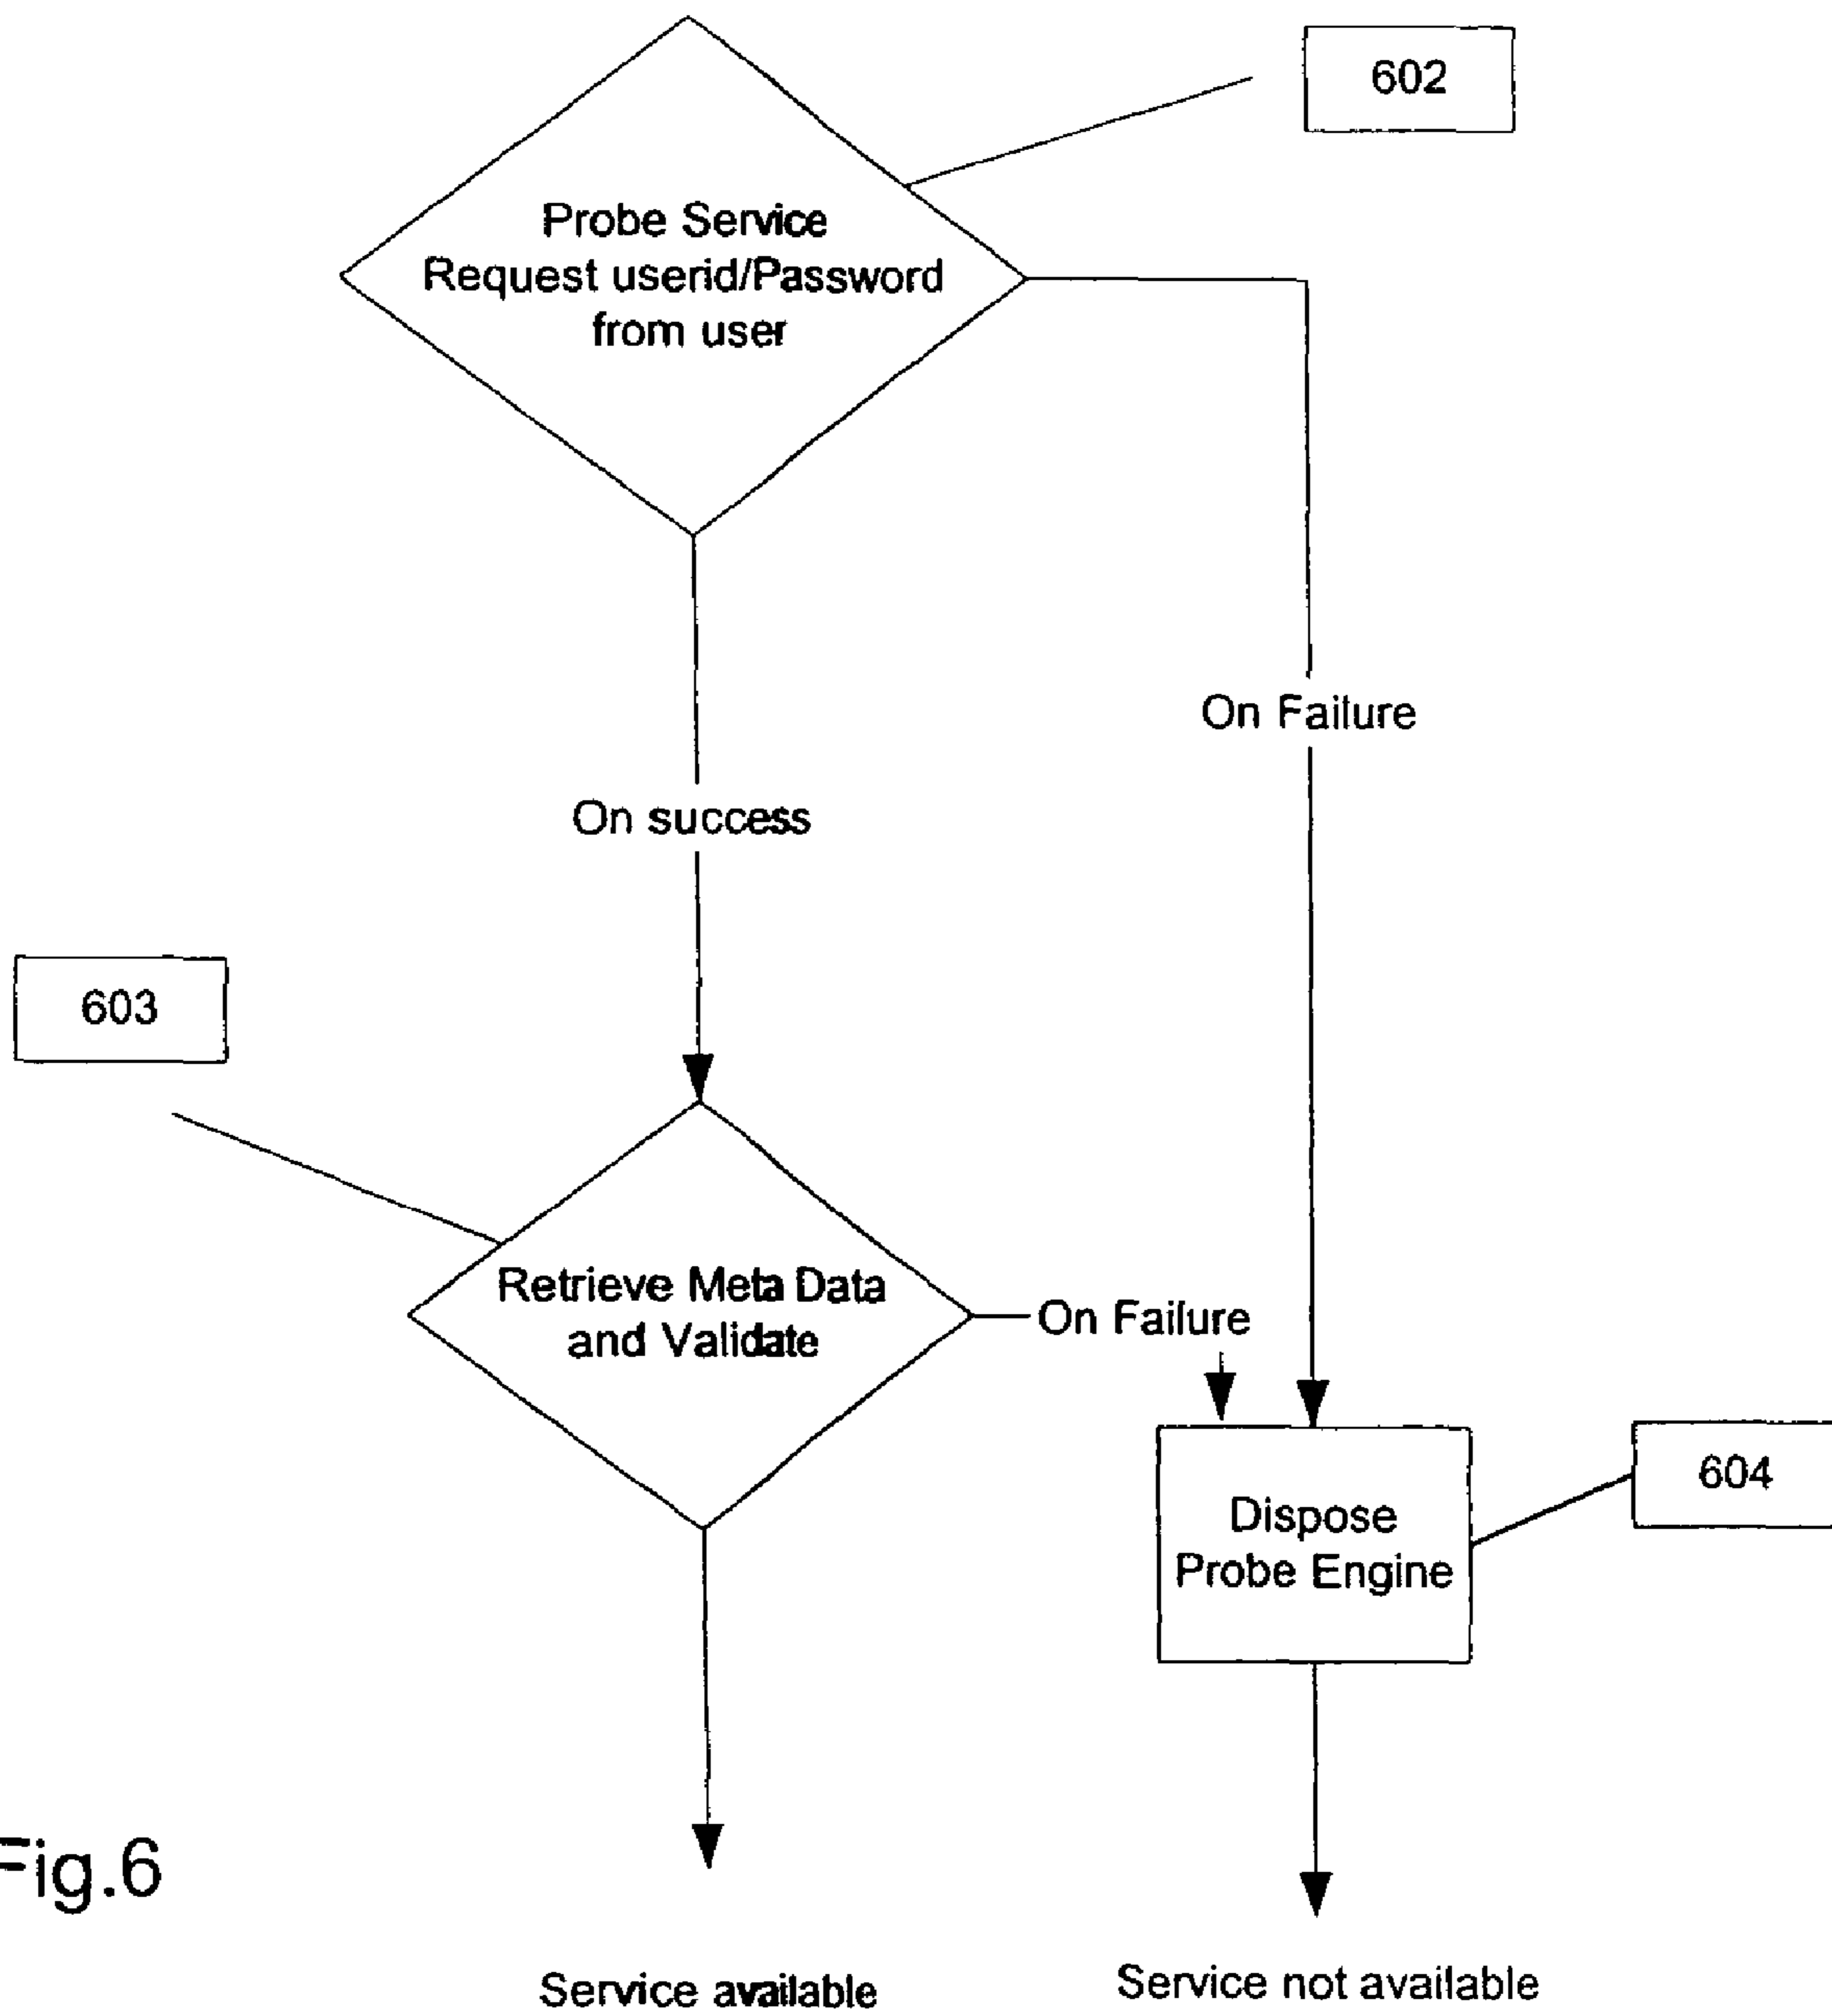 602
Probe Service
Request userid/Password
from user
On Failure
On success
603
Retrieve Meta Data
and Validate
On Failure
604
Dispose
Probe Engine
Fig.6
Service available
Service not available